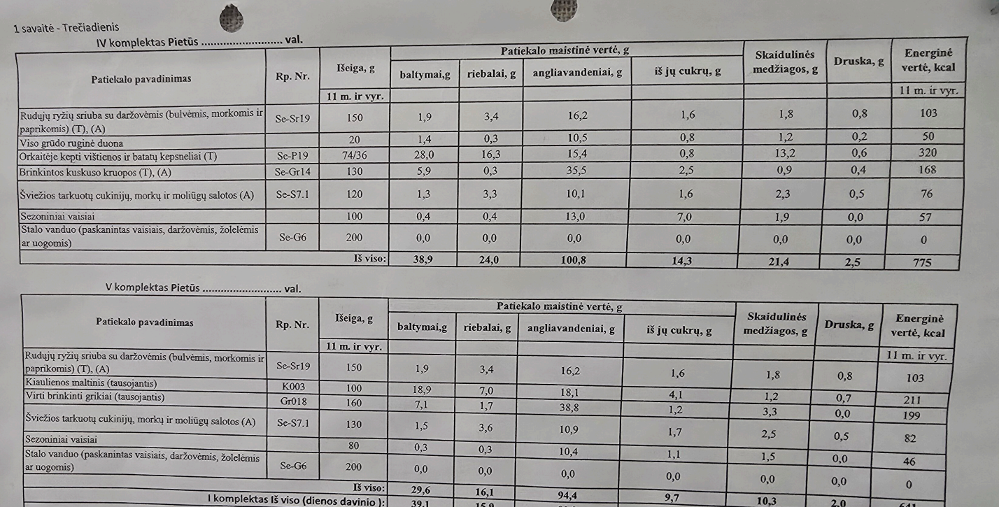 1 savaitė - Trečiadienis
IV komplektas Pietūs .......................... val.
Patiekalo pavadinimas Rp. Nr. Išeiga, g Patiekalo maistinė vertė, g Skaidulinės medžiagos, g Druska, g Energinė vertė, kcal
baltymai,g riebalai, g angliavandeniai, g iš jų cukrų, g
11 m. ir vyr. 11 m. ir vyr.
Rudųjų ryžių sriuba su daržovėmis (bulvėmis, morkomis ir
paprikomis) (T), (A) Se-Sr19 150 1,9 3,4 16,2 1,6 1,8 0,8 103
Viso grūdo ruginė duona 20 1,4 0,3 10,5 0,8 1,2 0,2 50
Orkaitėje kepti vištienos ir batatų kepsneliai (T) Se-P19 74/36 28,0 16,3 15,4 0,8 13,2 0,6 320
Brinkintos kuskuso kruopos (T), (A) Se-Gr14 130 5,9 0,3 35,5 2,5 0,9 0,4 168
Šviežios tarkuotų cukinijų, morkų ir moliūgų salotos (A) Se-S7.1 120 1,3 3,3 10,1 1,6 2,3 0,5 76
Sezoniniai vaisiai 100 0,4 0,4 13,0 7,0 1,9 0,0 57
Stalo vanduo (paskanintas vaisiais, daržovėmis, žolelėmis
ar uogomis) Se-G6 200 0,0 0,0 0,0 0,0 0,0 0,0 0
Iš viso: 38,9 24,0 100,8 14,3 21,4 2,5 775
V komplektas Pietūs .......................... val.
Patiekalo pavadinimas Rp. Nr. Išeiga, g Patiekalo maistinė vertė, g Skaidulinės medžiagos, g Druska, g Energinė vertė, kcal
baltymai,g riebalai, g angliavandeniai, g iš jų cukrų, g
11 m. ir vyr. 11 m. ir vyr.
Rudųjų ryžių sriuba su daržovėmis (bulvėmis, morkomis ir
paprikomis) (T), (A) Se-Sr19 150 1,9 3,4 16,2 1,6 1,8 0,8 103
Kiaulienos maltinis (tausojantis) K003 100 18,9 7,0 18,1 4,1 1,2 0,7 211
Virti brinkinti grikiai (tausojantis) Gr018 160 7,1 1,7 38,8 1,2 3,3 0,0 199
Šviežios tarkuotų cukinijų, morkų ir moliūgų salotos (A) Se-S7.1 130 1,5 3,6 10,9 1,7 2,5 0,5 82
Sezoniniai vaisiai 80 0,3 0,3 10,4 1,1 1,5 0,0 46
Stalo vanduo (paskanintas vaisiais, daržovėmis, žolelėmis
ar uogomis) Se-G6 200 0,0 0,0 0,0 0,0 0,0 0,0 0
Iš viso: 29,6 16,1 94,4 9,7 10,3 2,0 641
I komplektas Iš viso (dienos davinio ): 39,1